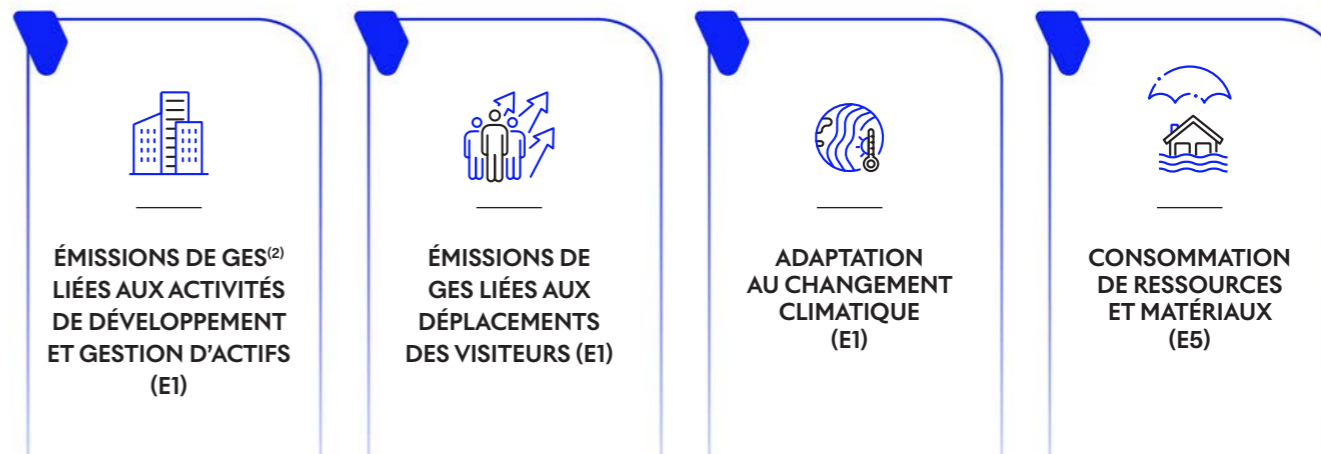 ÉMISSIONS DE GES(2)
LIÉES AUX ACTIVITÉS
DE DÉVELOPPEMENT
ET GESTION D’ACTIFS
(E1)
ÉMISSIONS DE
GES LIÉES AUX
DÉPLACEMENTS
DES VISITEURS (E1)
ADAPTATION
AU CHANGEMENT
CLIMATIQUE
(E1)
CONSOMMATION
DE RESSOURCES
ET MATÉRIAUX
(E5)